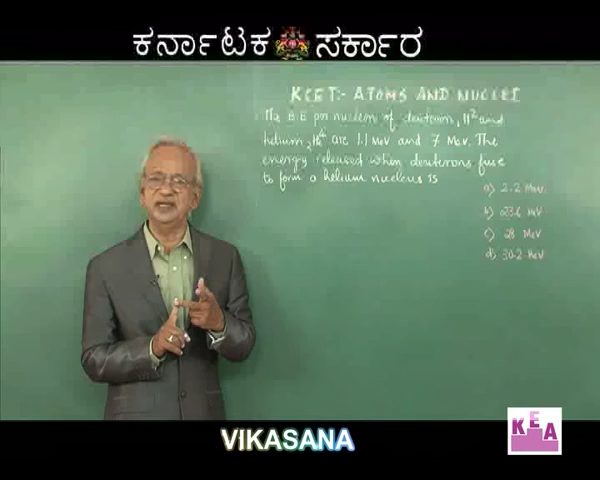 ಕರ್ನಾಟಕ ಸರ್ಕಾರ
KCET:- ATOMS AND NUCLEI
The B.E per nucleon of deuteron, ₁H² and
helium ₂He⁴ are 1.1 MeV and 7 MeV. The
energy released when deuterons fuse
to form a helium nucleus is
a) 2.2 MeV.
b) 23.6 MeV
c) 28 MeV
d) 30.2 MeV
KEA
VIKASANA